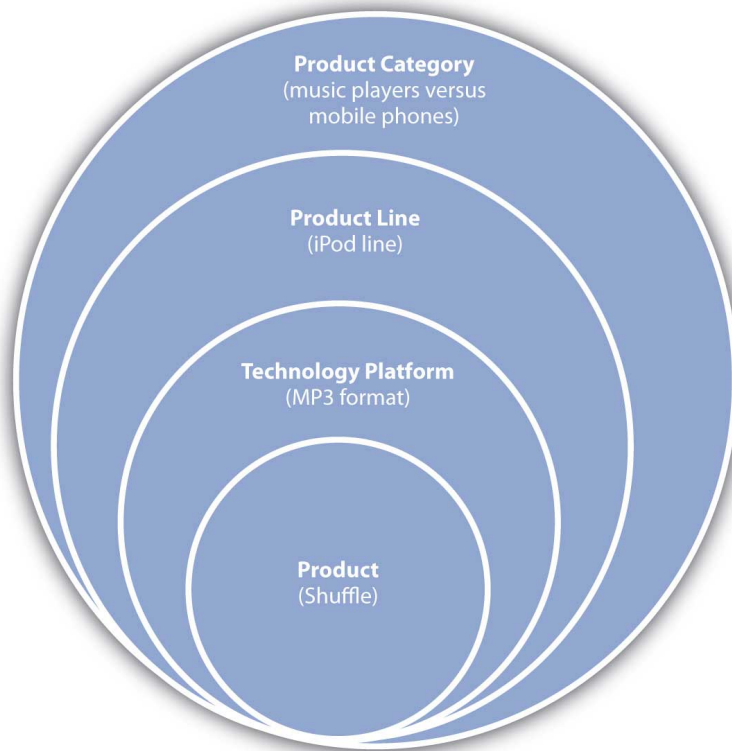 Product Category
(music players versus
mobile phones)
Product Line
(iPod line)
Technology Platform
(MP3 format)
Product
(Shuffle)